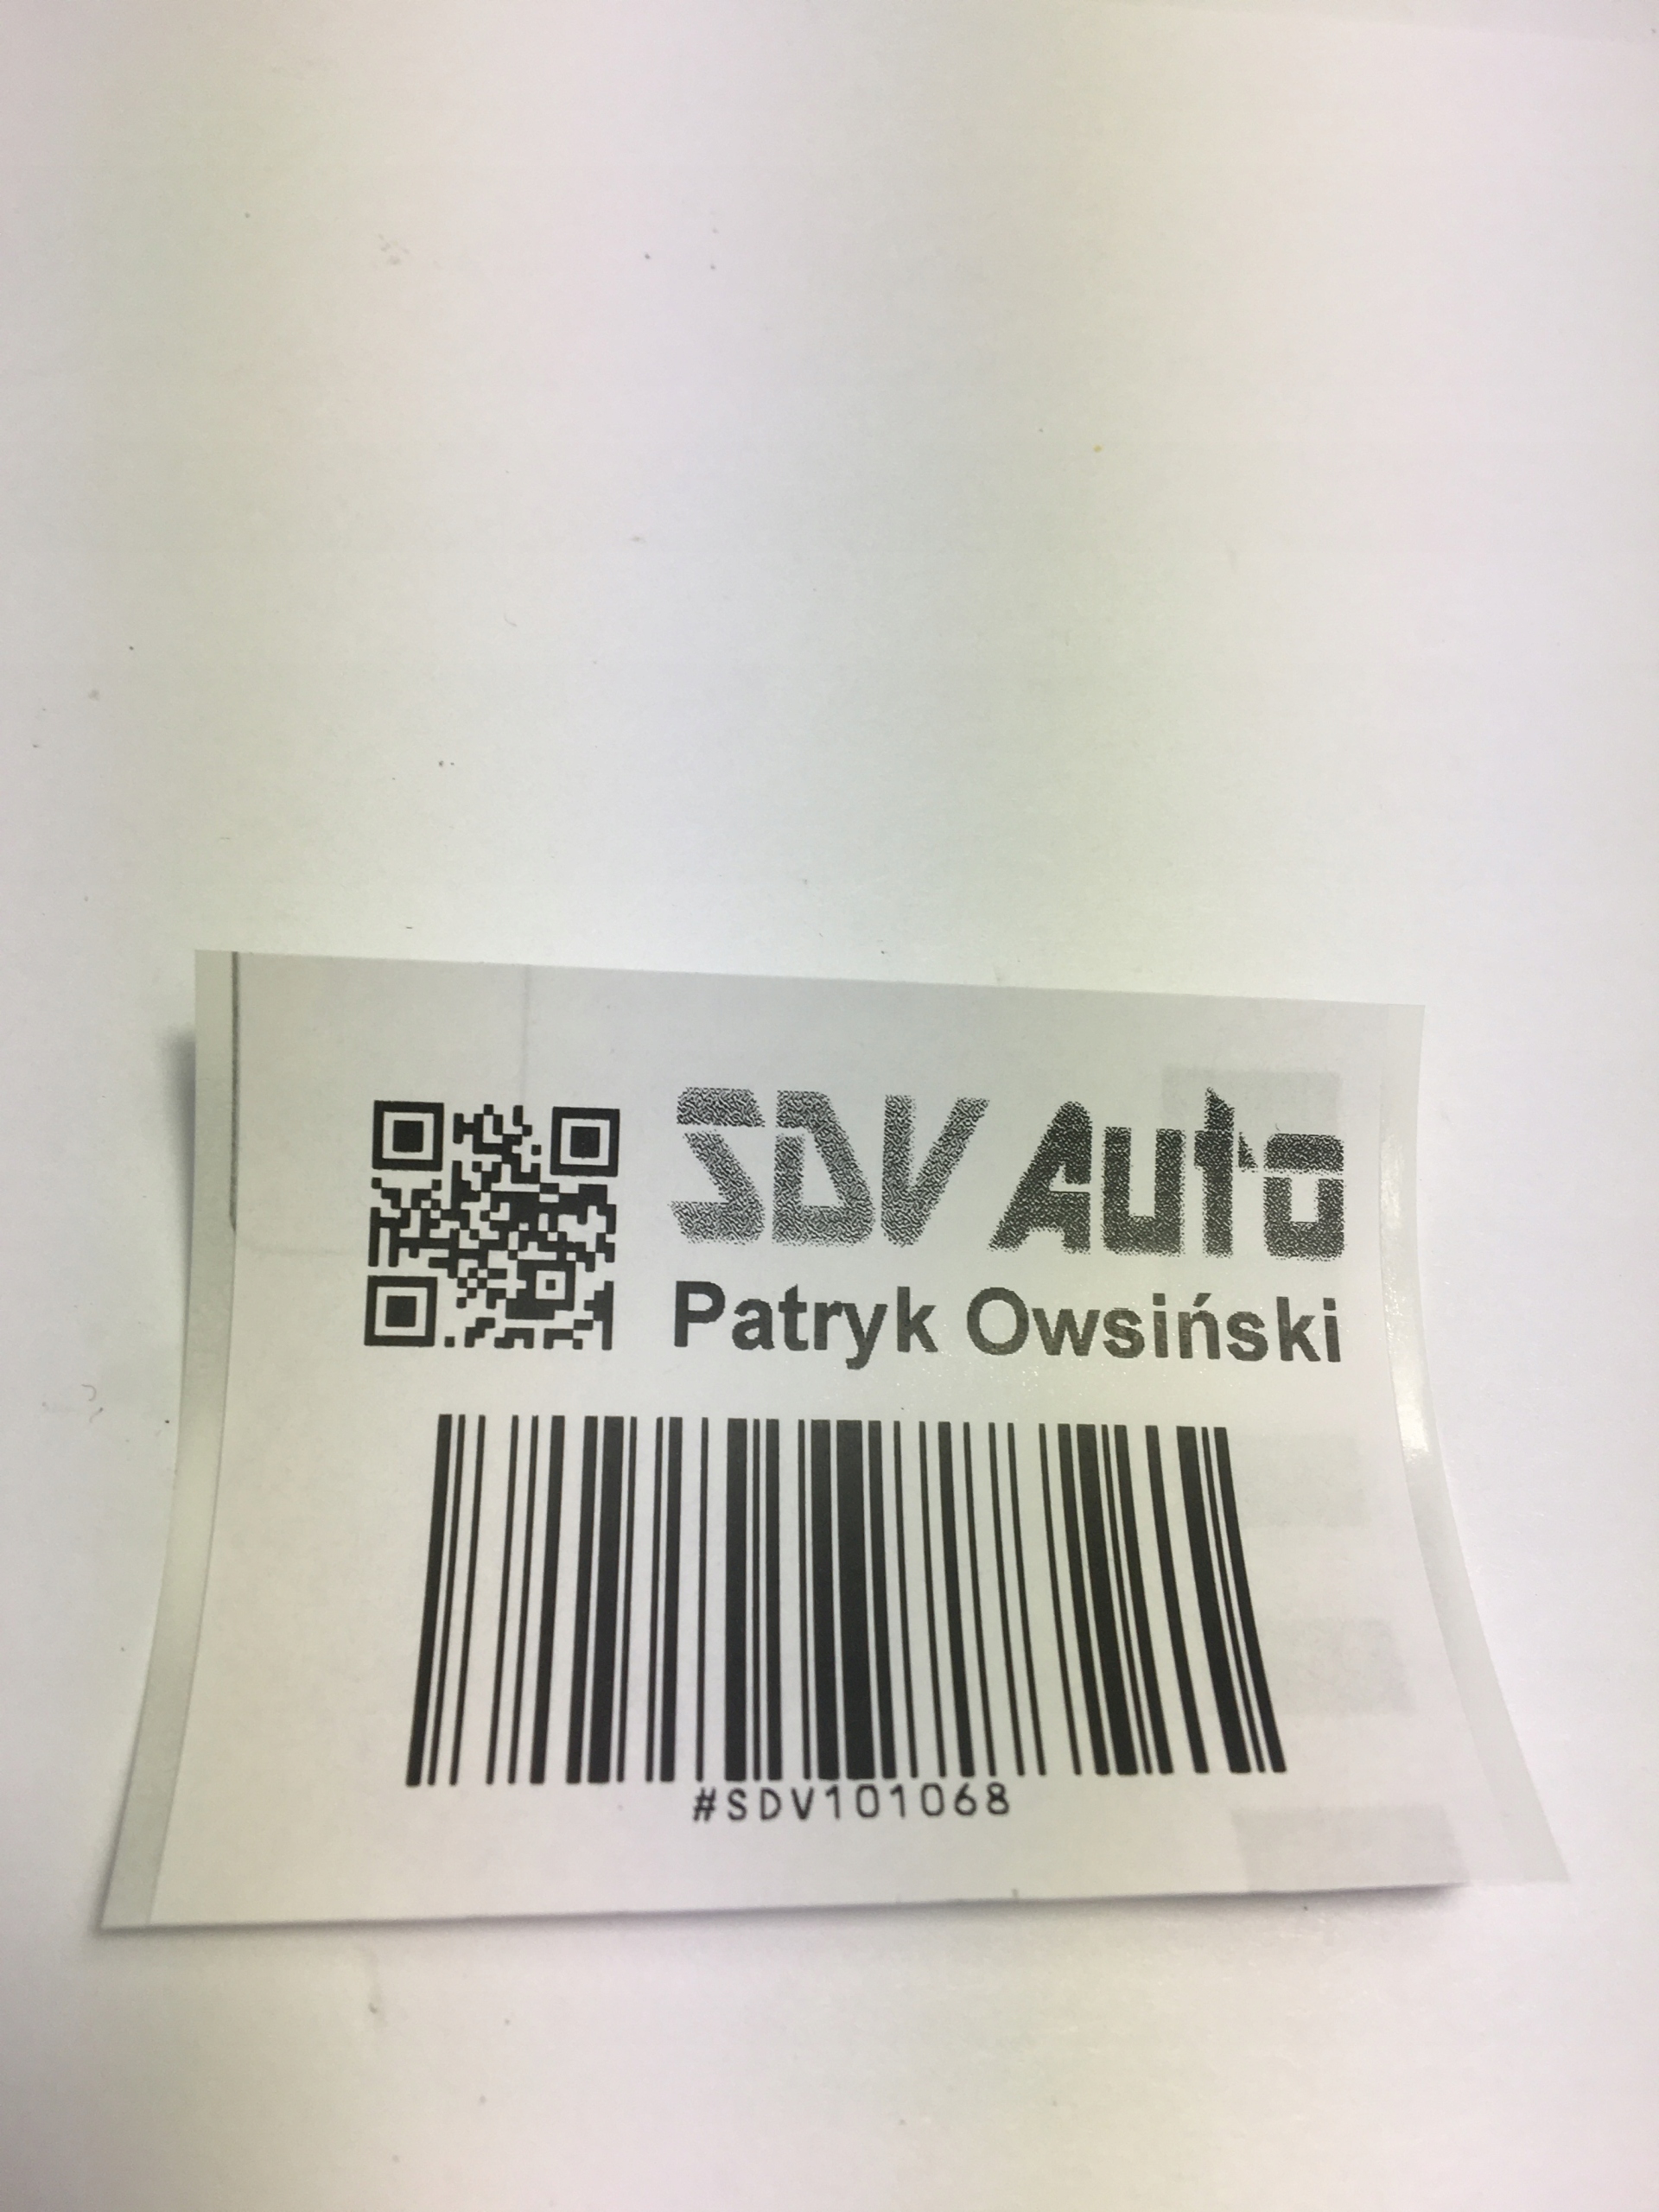 SDV Auto
Patryk Owsiński
#SDV101068